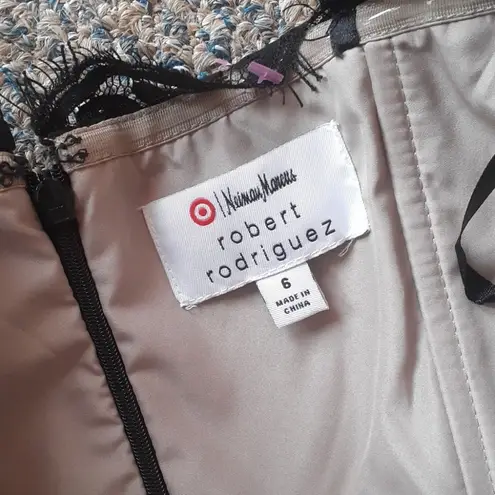 | Neiman Marcus
robert
rodriguez
6
MADE IN
CHINA